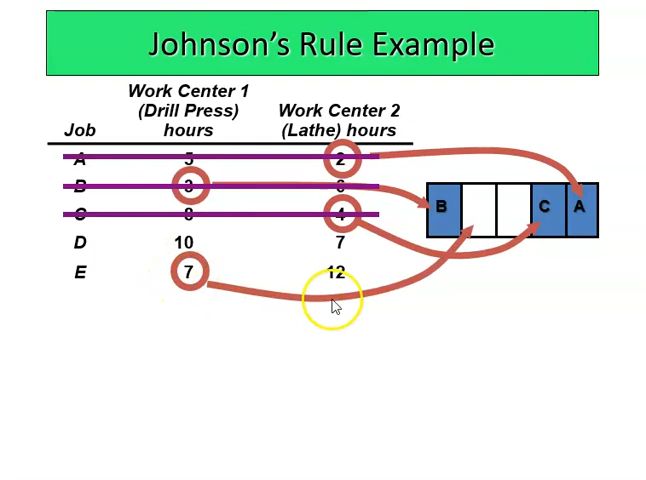 Johnson's Rule Example
Work Center 1
(Drill Press) Work Center 2
Job hours (Lathe) hours
A 5 2
B 3 6
C 8 4
D 10 7
E 7 12
B C A